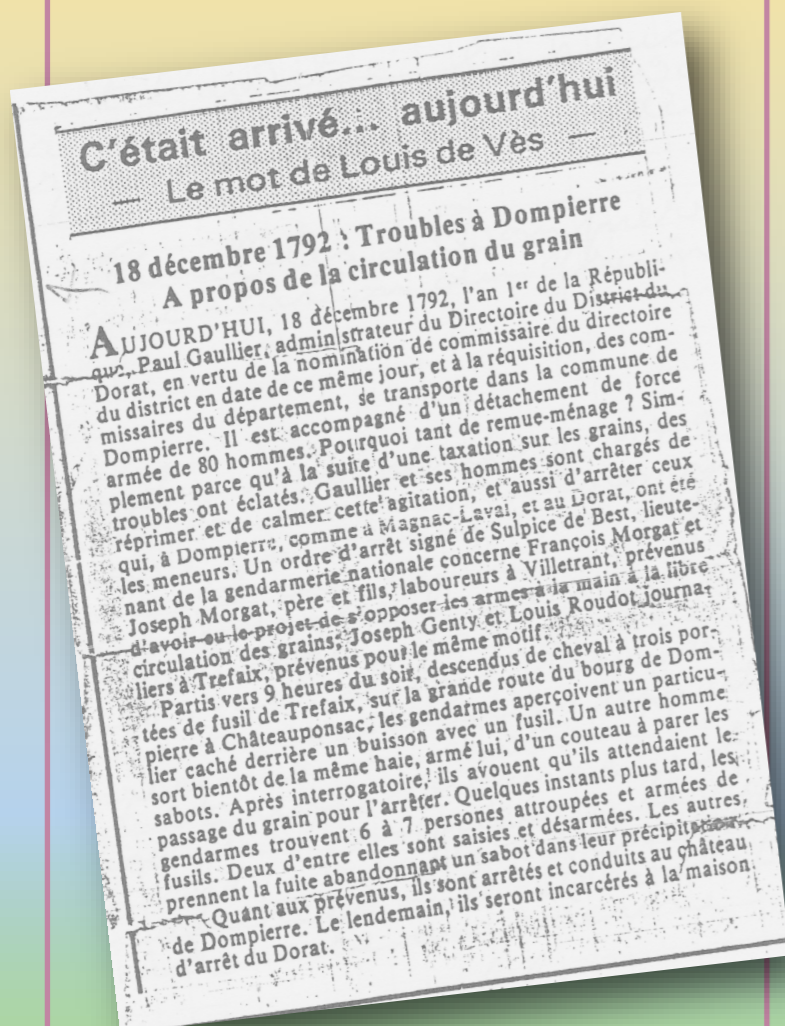 C'était arrivé... aujourd'hui
— Le mot de Louis de Vès —
18 décembre 1792 : Troubles à Dompierre
A propos de la circulation du grain
AUJOURD'HUI, 18 décembre 1792, l'an 1er de la Républi-
que, Paul Gaullier, administrateur du Directoire du District du
Dorat, en vertu de la nomination de commissaire du directoire
du district en date de ce même jour, et à la réquisition, des com-
missaires du département, se transporte dans la commune de
Dompierre. Il est accompagné d'un détachement de force
armée de 80 hommes. Pourquoi tant de remue-ménage ? Sim-
plement parce qu'à la suite d'une taxation sur les grains, des
troubles ont éclatés. Gaullier et ses hommes sont chargés de
réprimer et de calmer cette agitation, et aussi d'arrêter ceux
qui, à Dompierre, comme à Magnac-Laval, et au Dorat, ont été
les meneurs. Un ordre d'arrêt signé de Sulpice de Best, lieute-
nant de la gendarmerie nationale concerne François Morgat et
Joseph Morgat, père et fils, laboureurs à Villetrant, prévenus
d'avoir eu le projet de s'opposer les armes à la main à la libre
circulation des grains, Joseph Genty et Louis Roudot journa-
liers à Trefaix, prévenus pour le même motif.
Partis vers 9 heures du soir, descendus de cheval à trois por-
tées de fusil de Trefaix, sur la grande route du bourg de Dom-
pierre à Châteauponsac, les gendarmes aperçoivent un particu-
lier caché derrière un buisson avec un fusil. Un autre homme
sort bientôt de la même haie, armé lui, d'un couteau à parer les
sabots. Après interrogatoire, ils avouent qu'ils attendaient le
passage du grain pour l'arrêter. Quelques instants plus tard, les
gendarmes trouvent 6 à 7 persones attroupées et armées de
fusils. Deux d'entre elles sont saisies et désarmées. Les autres
prennent la fuite abandonnant un sabot dans leur
Quant aux prévenus, ils sont arrêtés et conduits au château
de Dompierre. Le lendemain, ils seront incarcérés à la maison
d'arrêt du Dorat.